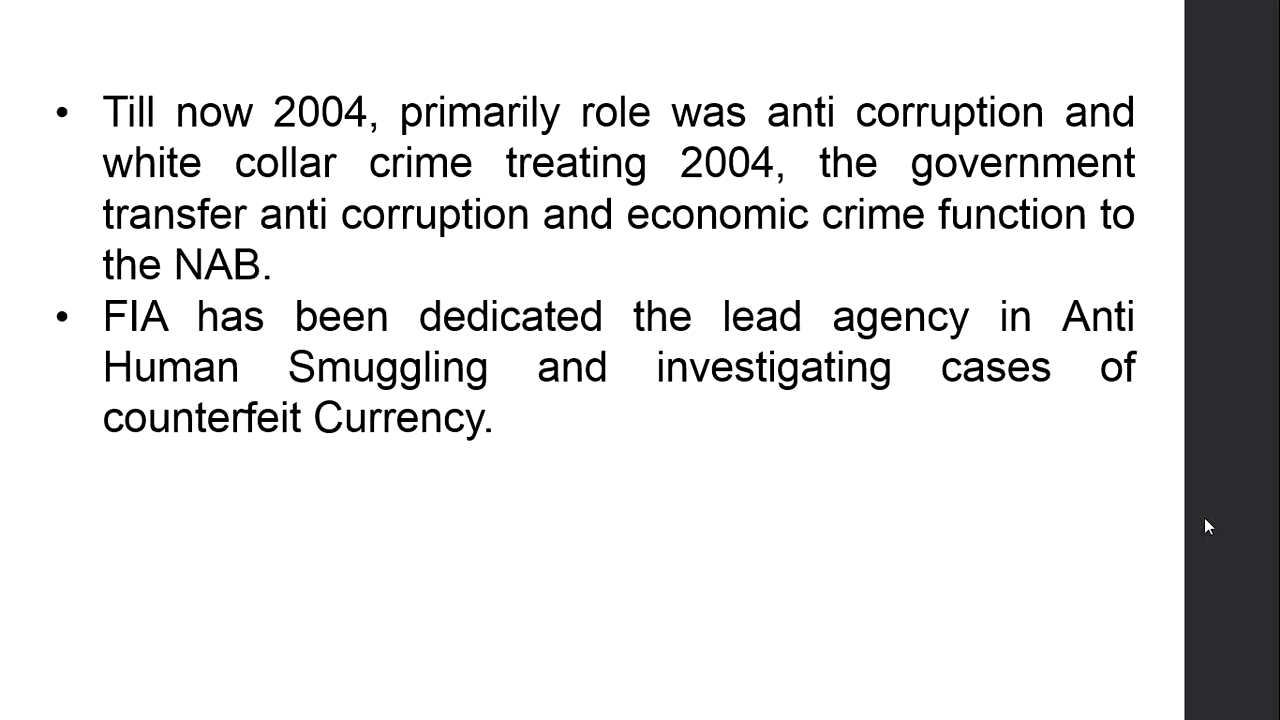 • Till now 2004, primarily role was anti corruption and
white collar crime treating 2004, the government
transfer anti corruption and economic crime function to
the NAB.
• FIA has been dedicated the lead agency in Anti
Human Smuggling and investigating cases of
counterfeit Currency.